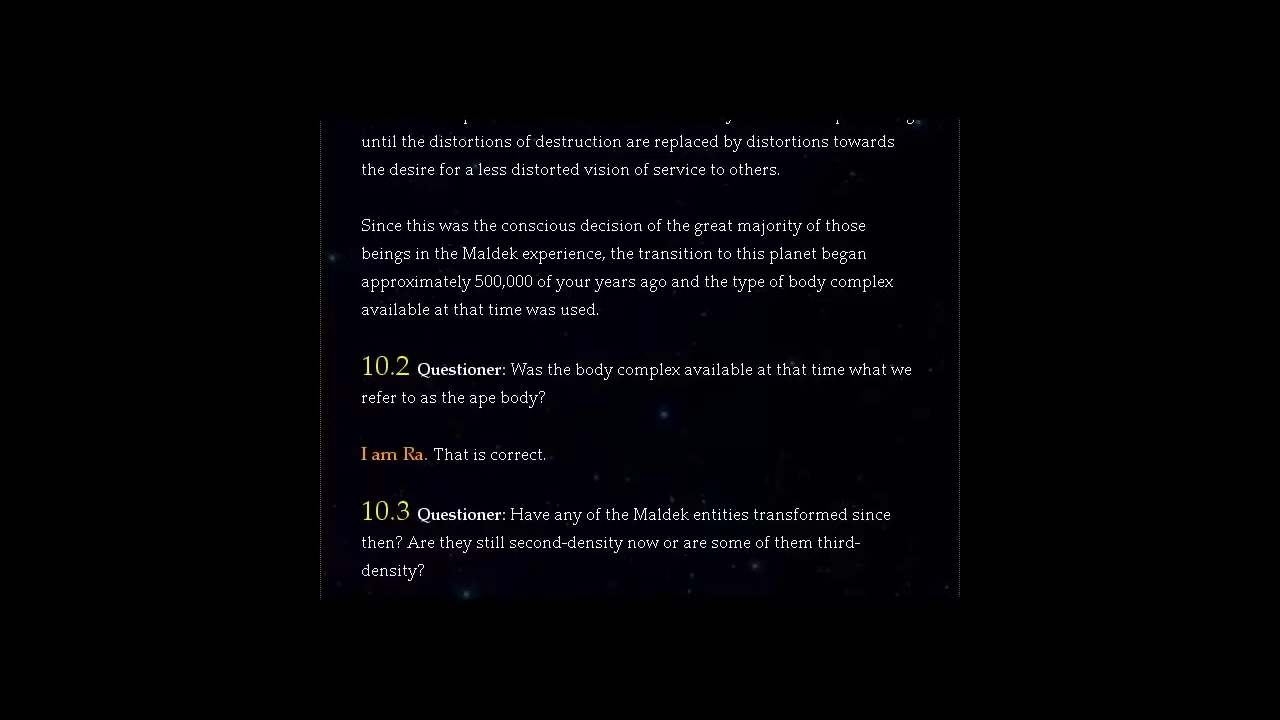 until the distortions of destruction are replaced by distortions towards
the desire for a less distorted vision of service to others.
Since this was the conscious decision of the great majority of those
beings in the Maldek experience, the transition to this planet began
approximately 500,000 of your years ago and the type of body complex
available at that time was used.
10.2 Questioner: Was the body complex available at that time what we
refer to as the ape body?
I am Ra. That is correct.
10.3 Questioner: Have any of the Maldek entities transformed since
then? Are they still second-density now or are some of them third-
density?